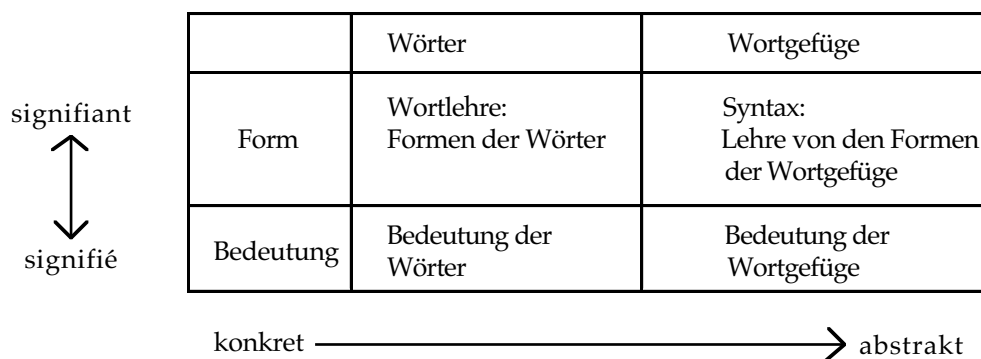 Wörter Wortgefüge
signifiant
Wortlehre:
Formen der Wörter
Form
Syntax:
Lehre von den Formen
der Wortgefüge
signifié
Bedeutung
Bedeutung der
Wörter
Bedeutung der
Wortgefüge
konkret abstrakt